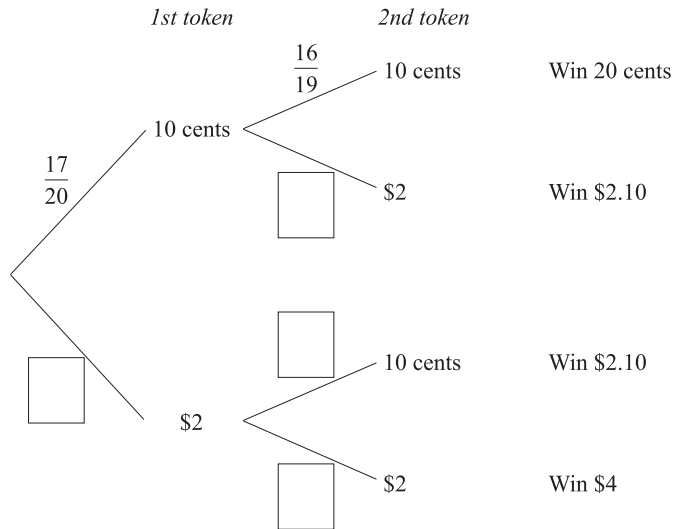 1st token 2nd token
16
19
10 cents Win 20 cents
10 cents
17
20
$2 Win $2.10
10 cents Win $2.10
$2
$2 Win $4